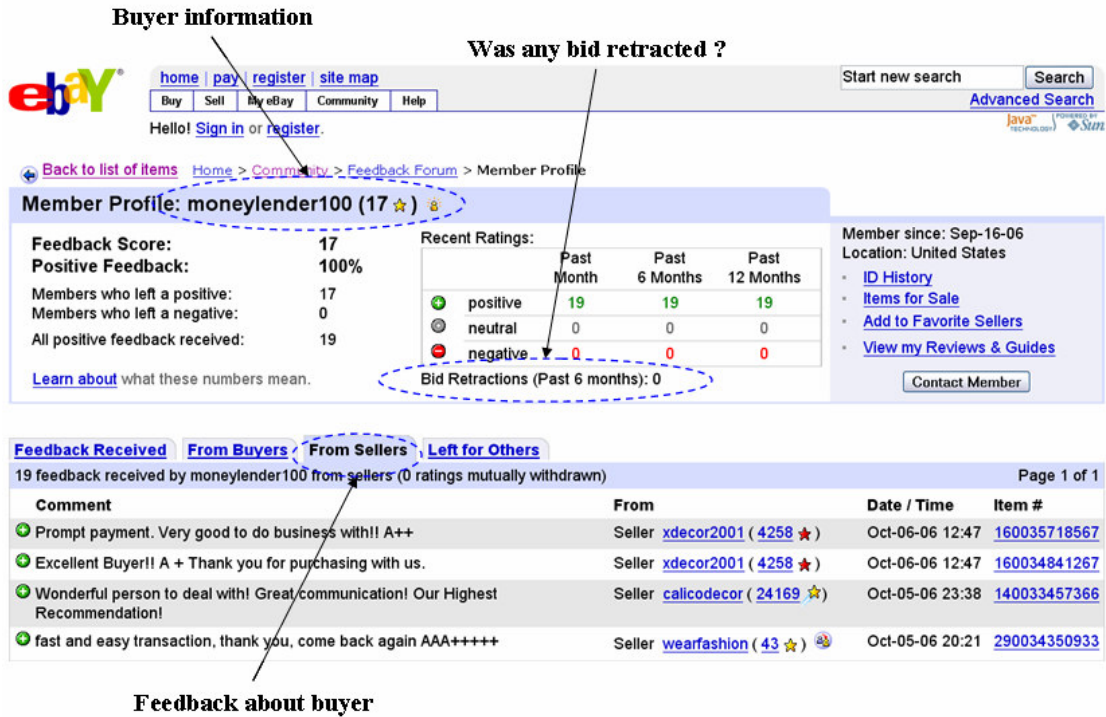 Buyer information
Was any bid retracted ?
ebY
home | pay | register | site map
Buy Sell My eBay Community Help
Start new search Search
Advanced Search
Hello! Sign in or register.
Java™ TECHNOLOGY POWERED BY Sun
Back to list of items Home > Community > Feedback Forum > Member Profile
Member Profile: moneylender100 (17 )
Feedback Score: 17
Positive Feedback: 100%
Members who left a positive: 17
Members who left a negative: 0
All positive feedback received: 19
Learn about what these numbers mean.
Recent Ratings:
Past Month Past 6 Months Past 12 Months
positive 19 19 19
neutral 0 0 0
negative 0 0 0
Bid Retractions (Past 6 months): 0
Member since: Sep-16-06
Location: United States
ID History
Items for Sale
Add to Favorite Sellers
View my Reviews & Guides
Contact Member
Feedback Received From Buyers From Sellers Left for Others
19 feedback received by moneylender100 from sellers (0 ratings mutually withdrawn) Page 1 of 1
Comment From Date / Time Item #
Prompt payment. Very good to do business with!! A++ Seller xdecor2001 ( 4258 ) Oct-06-06 12:47 160035718567
Excellent Buyer!! A + Thank you for purchasing with us. Seller xdecor2001 ( 4258 ) Oct-06-06 12:47 160034841267
Wonderful person to deal with! Great communication! Our Highest Seller calicodecor ( 24169 ) Oct-05-06 23:38 140033457366
Recommendation!
fast and easy transaction, thank you, come back again AAA+++++ Seller wearfashion ( 43 ) Oct-05-06 20:21 290034350933
Feedback about buyer